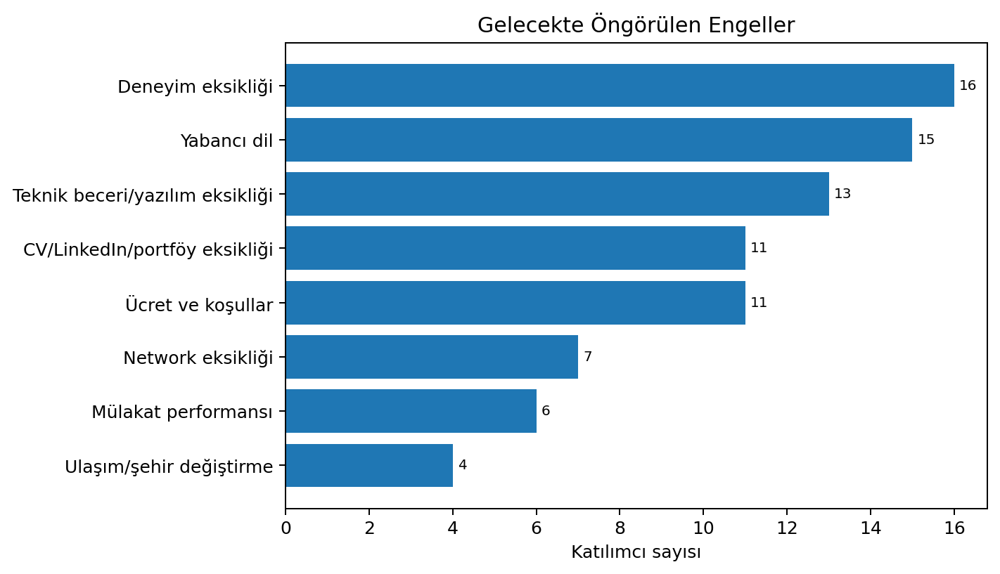 Gelecekte Öngörülen Engeller
Deneyim eksikliği 16
Yabancı dil 15
Teknik beceri/yazılım eksikliği 13
CV/LinkedIn/portföy eksikliği 11
Ücret ve koşullar 11
Network eksikliği 7
Mülakat performansı 6
Ulaşım/şehir değiştirme 4
0 2 4 6 8 10 12 14 16
Katılımcı sayısı